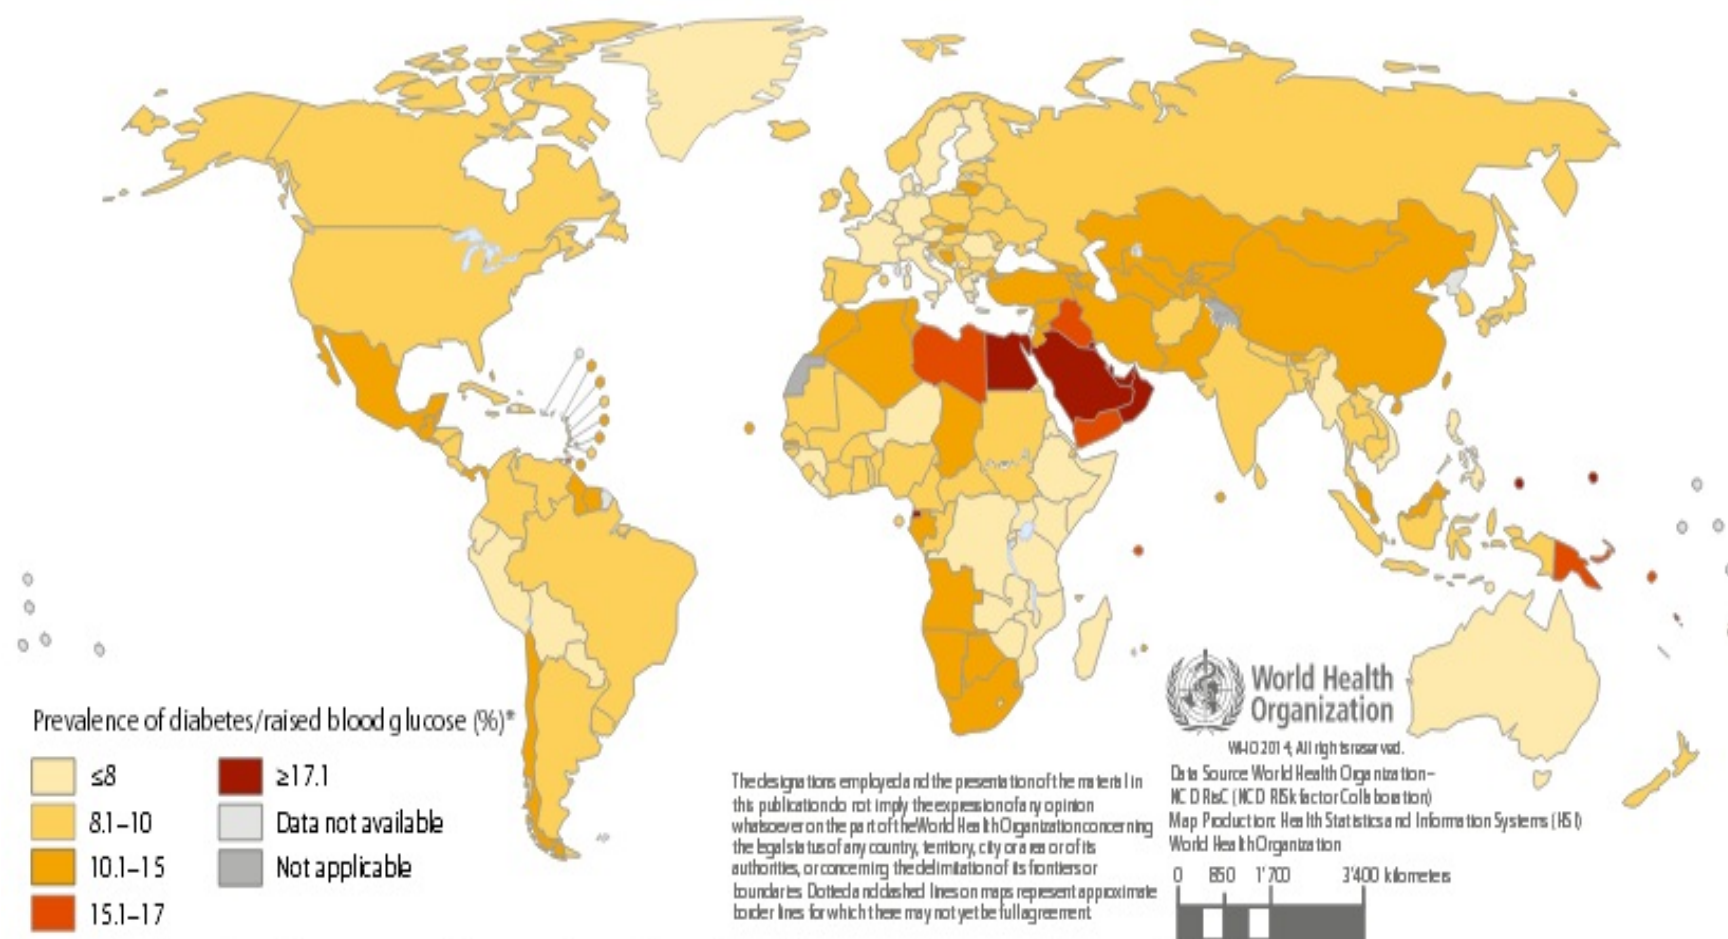 Prevalence of diabetes/raised blood glucose (%)*
≤8
8.1–10
10.1–15
15.1–17
≥17.1
Data not available
Not applicable
The designations employed and the presentation of the material in
this publication do not imply the expression of any opinion
whatsoever on the part of the World Health Organization concerning
the legal status of any country, territory, city or area or of its
authorities, or concerning the delimitation of its frontiers or
boundaries. Dotted and dashed lines on maps represent approximate
border lines for which there may not yet be full agreement.
World Health
Organization
WHO 2014, All rights reserved.
Data Source World Health Organization–
NCD RisC (NCD RISk factor Collaboration)
Map Production: Health Statistics and Information Systems (HSI)
World Health Organization
0 850 1'700 3'400 kilometers